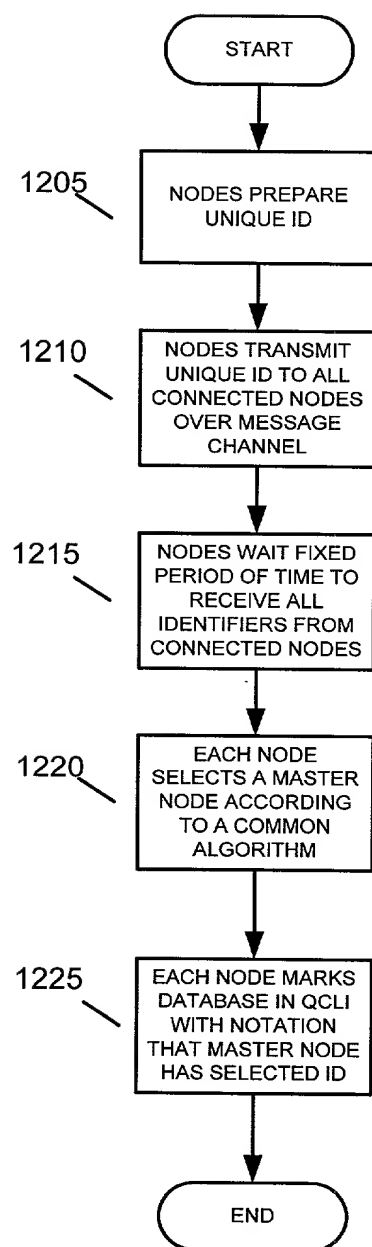 START
1205
NODES PREPARE
UNIQUE ID
1210
NODES TRANSMIT
UNIQUE ID TO ALL
CONNECTED NODES
OVER MESSAGE
CHANNEL
1215
NODES WAIT FIXED
PERIOD OF TIME TO
RECEIVE ALL
IDENTIFIERS FROM
CONNECTED NODES
1220
EACH NODE
SELECTS A MASTER
NODE ACCORDING
TO A COMMON
ALGORITHM
1225
EACH NODE MARKS
DATABASE IN QCLI
WITH NOTATION
THAT MASTER NODE
HAS SELECTED ID
END